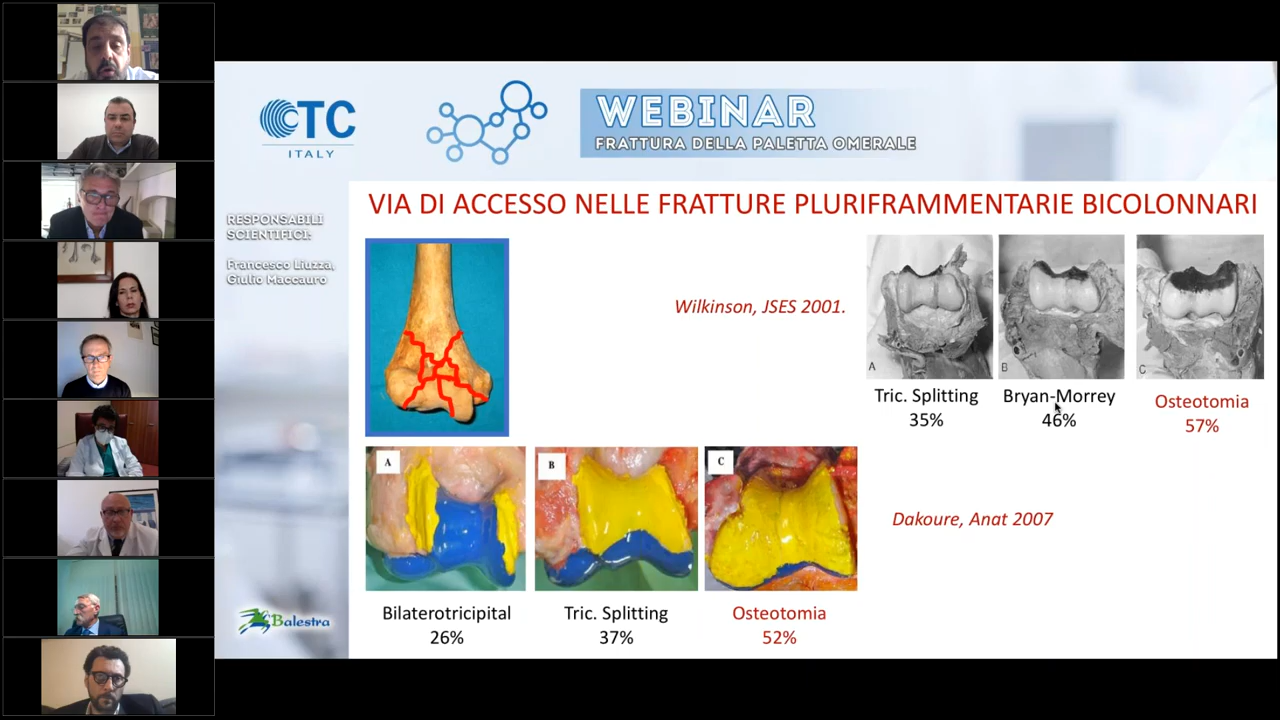 CTC
ITALY
WEBINAR
FRATTURA DELLA PALETTA OMERALE
RESPONSABILI
SCIENTIFICI:
Francesco Liuzza,
Giulio Maccauro
Balestra
VIA DI ACCESSO NELLE FRATTURE PLURIFRAMMENTARIE BICOLONNARI
Wilkinson, JSES 2001.
A
B
C
Tric. Splitting
35%
Bryan-Morrey
46%
Osteotomia
57%
A
B
C
Dakoure, Anat 2007
Bilaterotricipital
26%
Tric. Splitting
37%
Osteotomia
52%